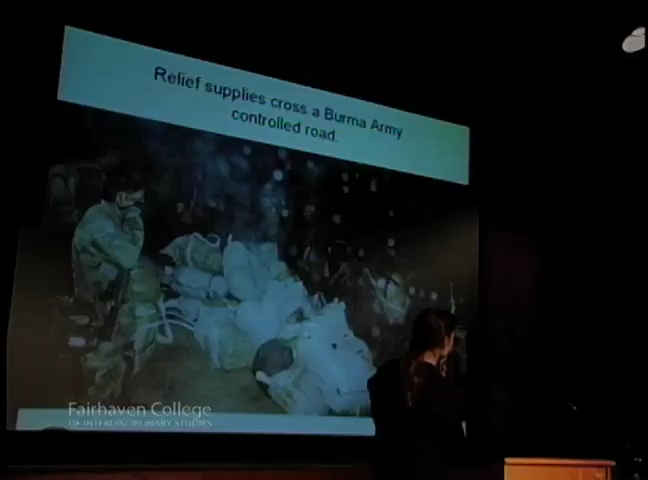 Relief supplies cross a Burma Army
controlled road.
Fairhaven College
OF INTERDISCIPLINARY STUDIES